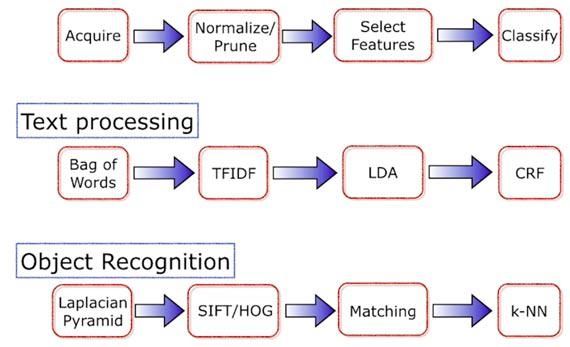 Acquire
Normalize/
Prune
Select
Features
Classify
Text processing
Bag of
Words
TFIDF
LDA
CRF
Object Recognition
Laplacian
Pyramid
SIFT/HOG
Matching
k-NN